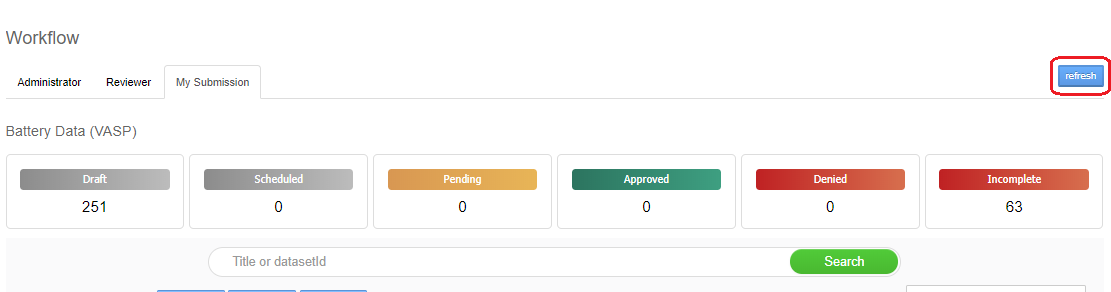 Workflow
Administrator Reviewer My Submission refresh
Battery Data (VASP)
Draft Scheduled Pending Approved Denied Incomplete
251 0 0 0 0 63
Title or datasetId Search